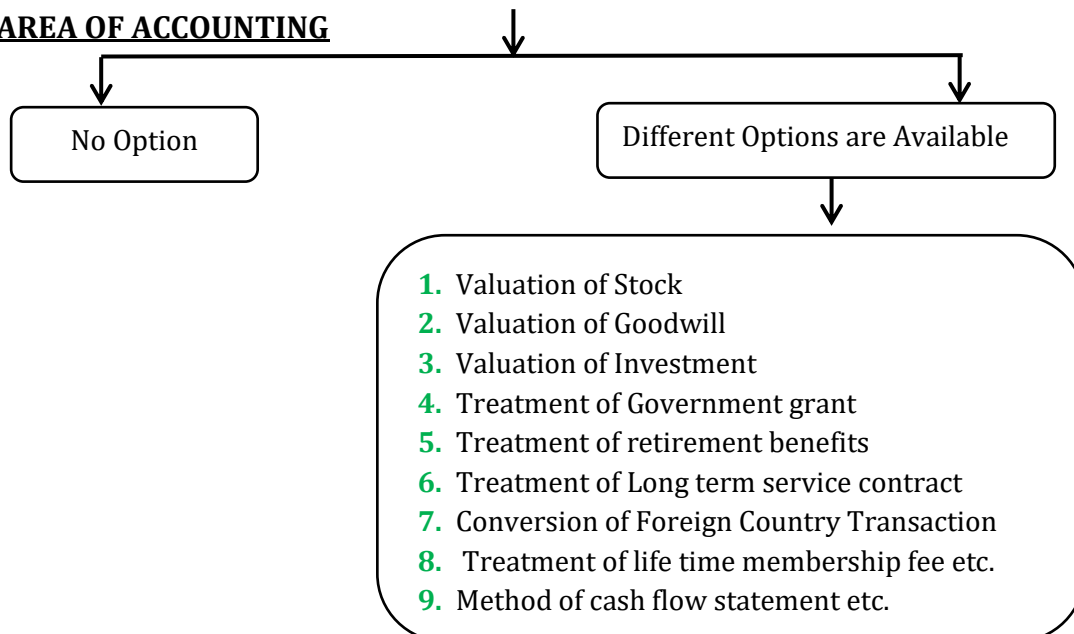 AREA OF ACCOUNTING
No Option
Different Options are Available
1. Valuation of Stock
2. Valuation of Goodwill
3. Valuation of Investment
4. Treatment of Government grant
5. Treatment of retirement benefits
6. Treatment of Long term service contract
7. Conversion of Foreign Country Transaction
8. Treatment of life time membership fee etc.
9. Method of cash flow statement etc.